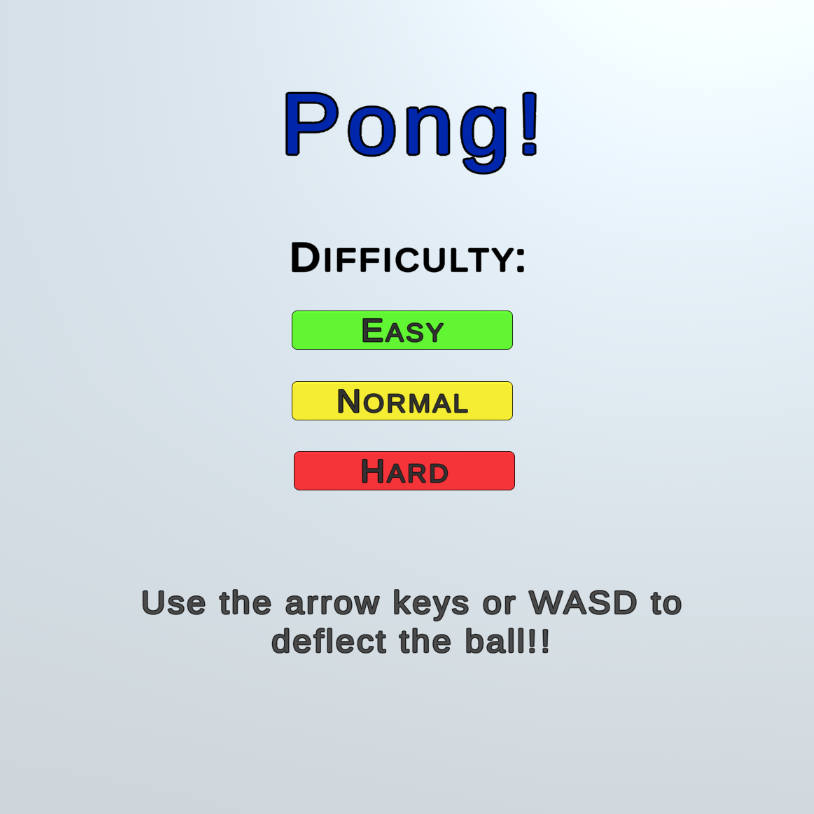 Pong!
Difficulty:
Easy
Normal
Hard
Use the arrow keys or WASD to
deflect the ball!!